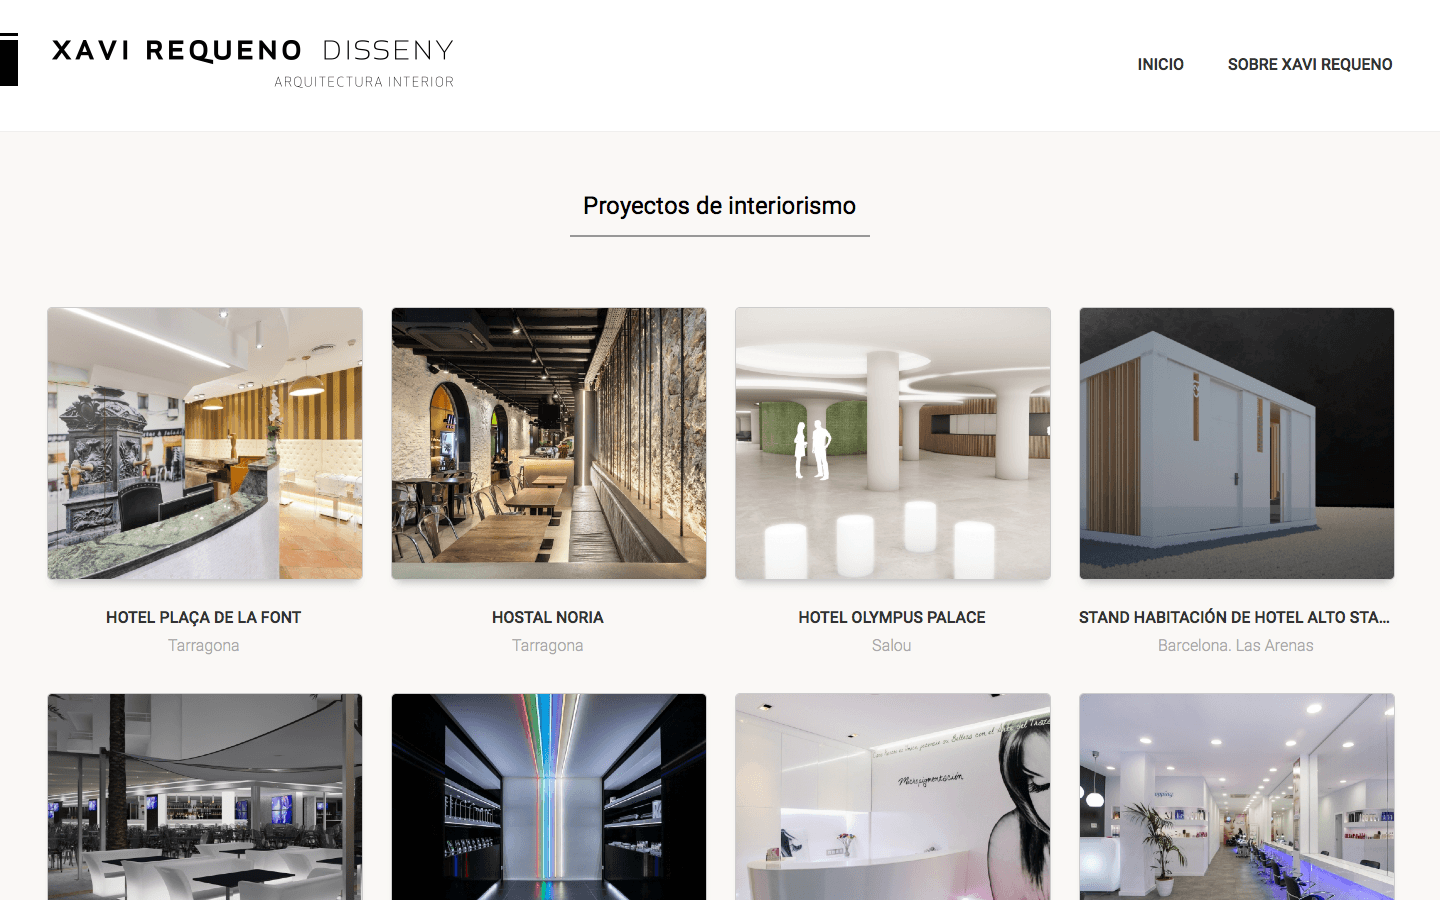 XAVI REQUENO DISSENY
ARQUITECTURA INTERIOR
INICIO
SOBRE XAVI REQUENO
Proyectos de interiorismo
HOTEL PLAÇA DE LA FONT
Tarragona
HOSTAL NORIA
Tarragona
HOTEL OLYMPUS PALACE
Salou
STAND HABITACIÓN DE HOTEL ALTO STA...
Barcelona. Las Arenas
Micropigmentación